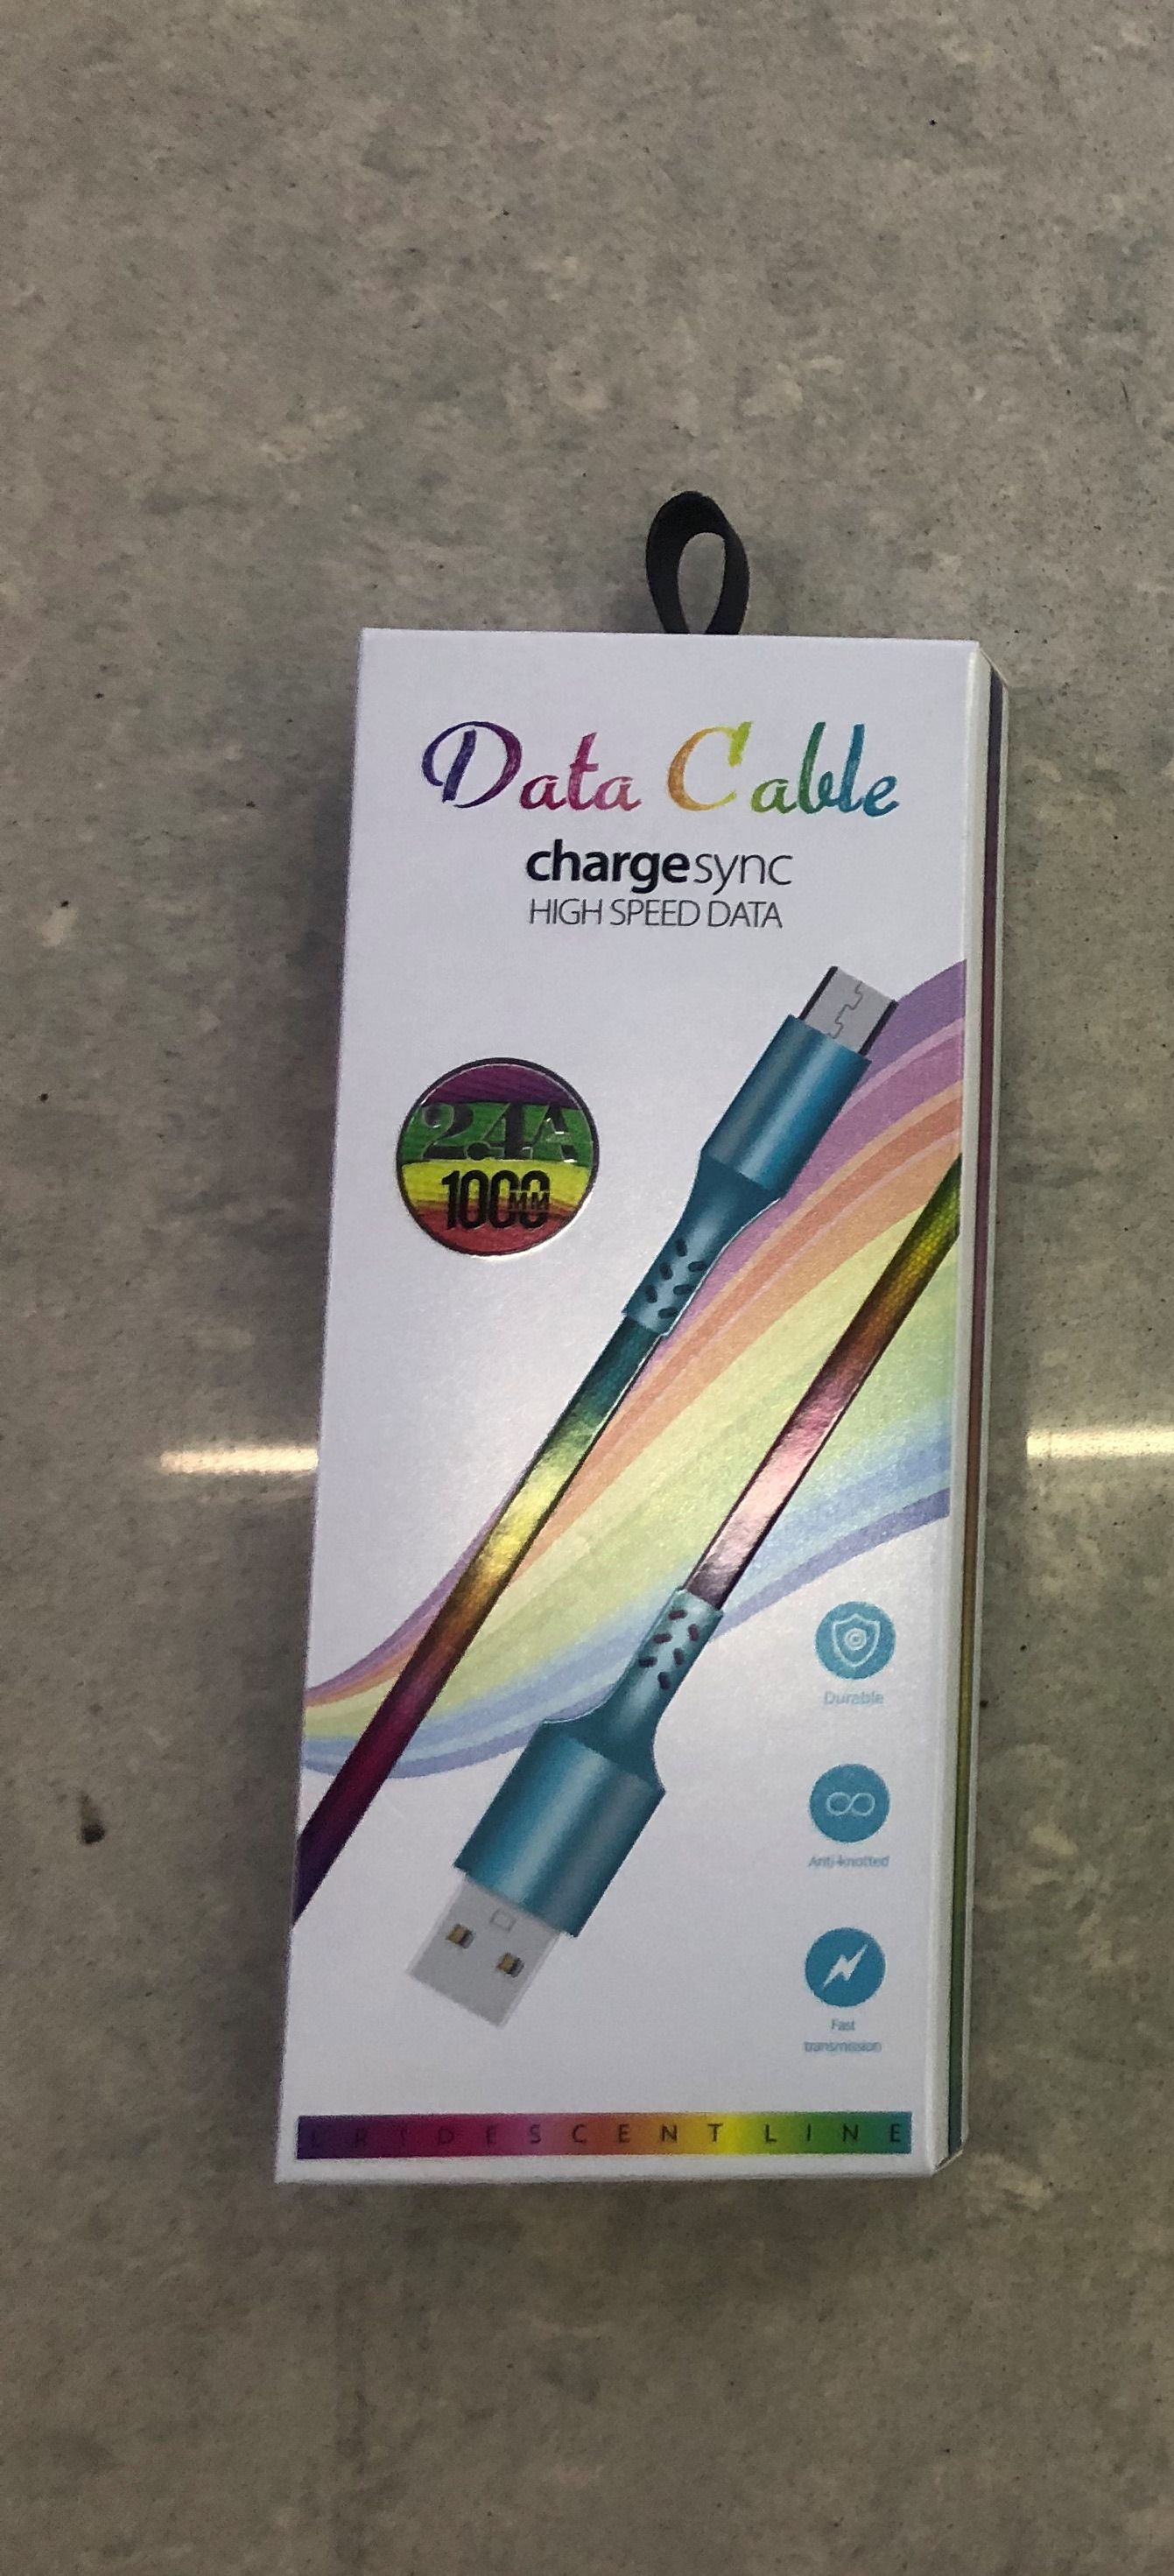 Data Cable
chargesync
HIGH SPEED DATA
2.4A
1000MM
Durable
Anti-knotted
Fast
transmission
IRIDESCENT LINE